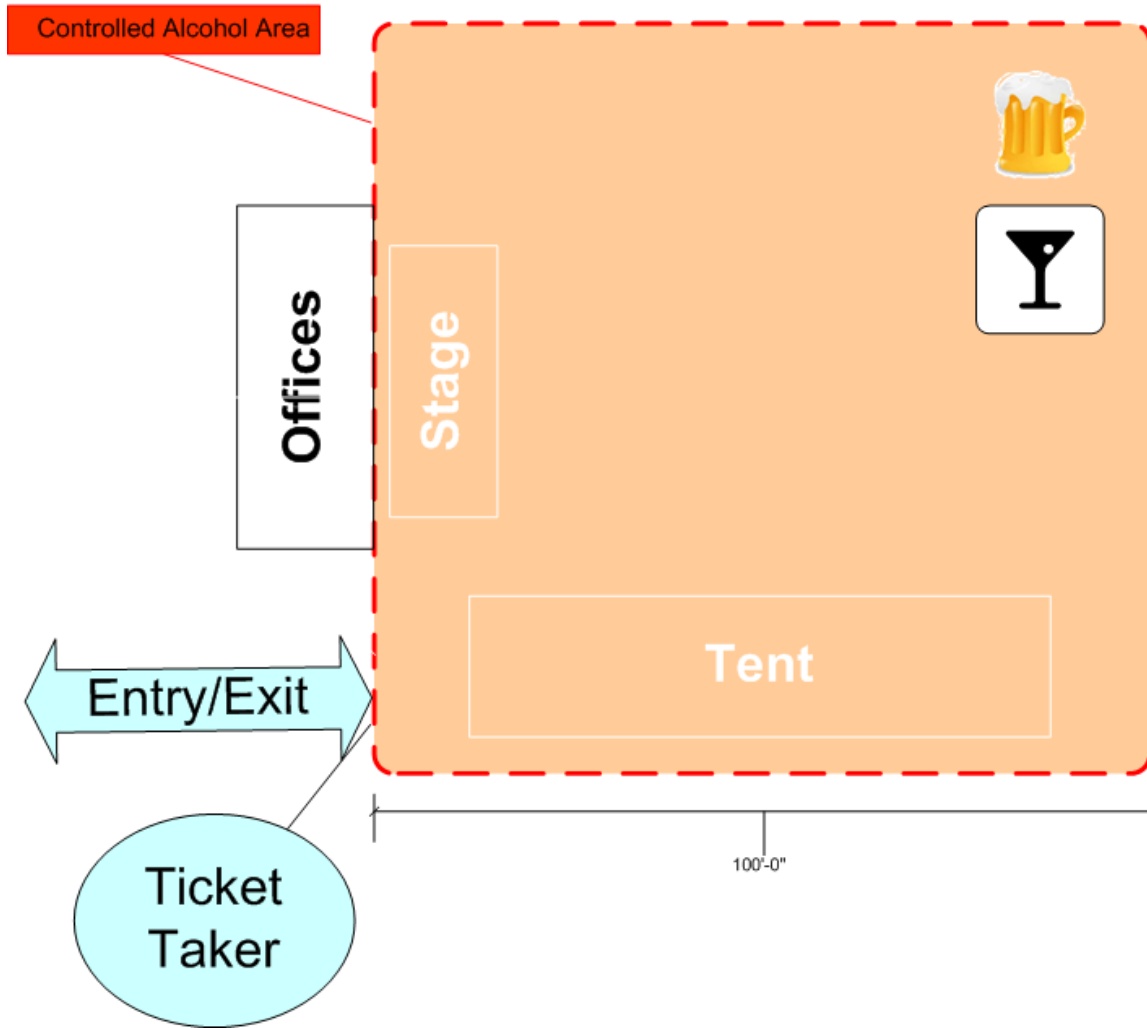 Controlled Alcohol Area
Offices
Stage
Tent
Entry/Exit
100'-0"
Ticket
Taker